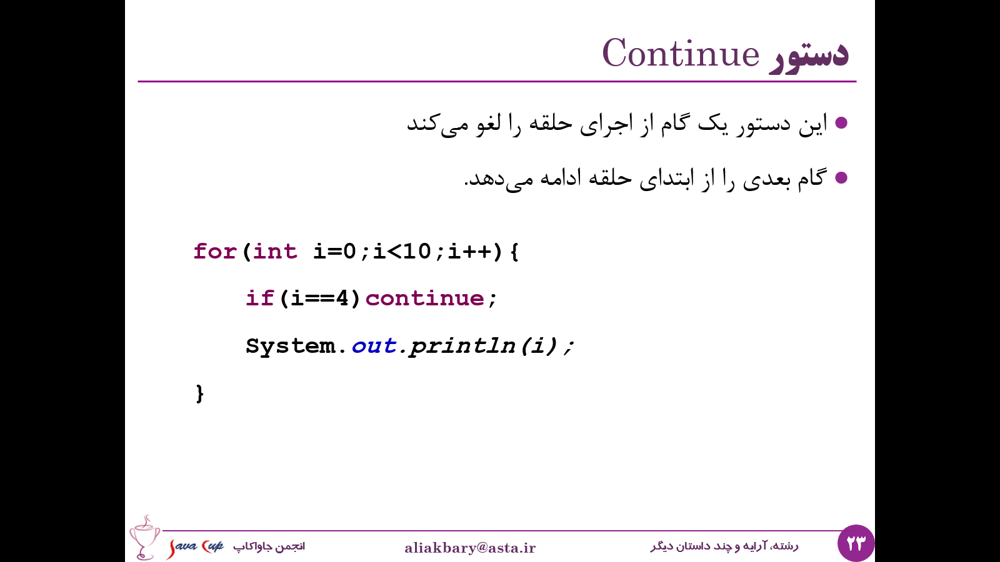 دستور Continue
این دستور یک گام از اجرای حلقه را لغو می‌کند
گام بعدی را از ابتدای حلقه ادامه می‌دهد.
for(int i=0;i<10;i++){
if(i==4)continue;
System.out.println(i);
}
۲۳
رشته، آرایه و چند داستان دیگر
aliakbary@asta.ir
انجمن جاواکاپ
Java Cup